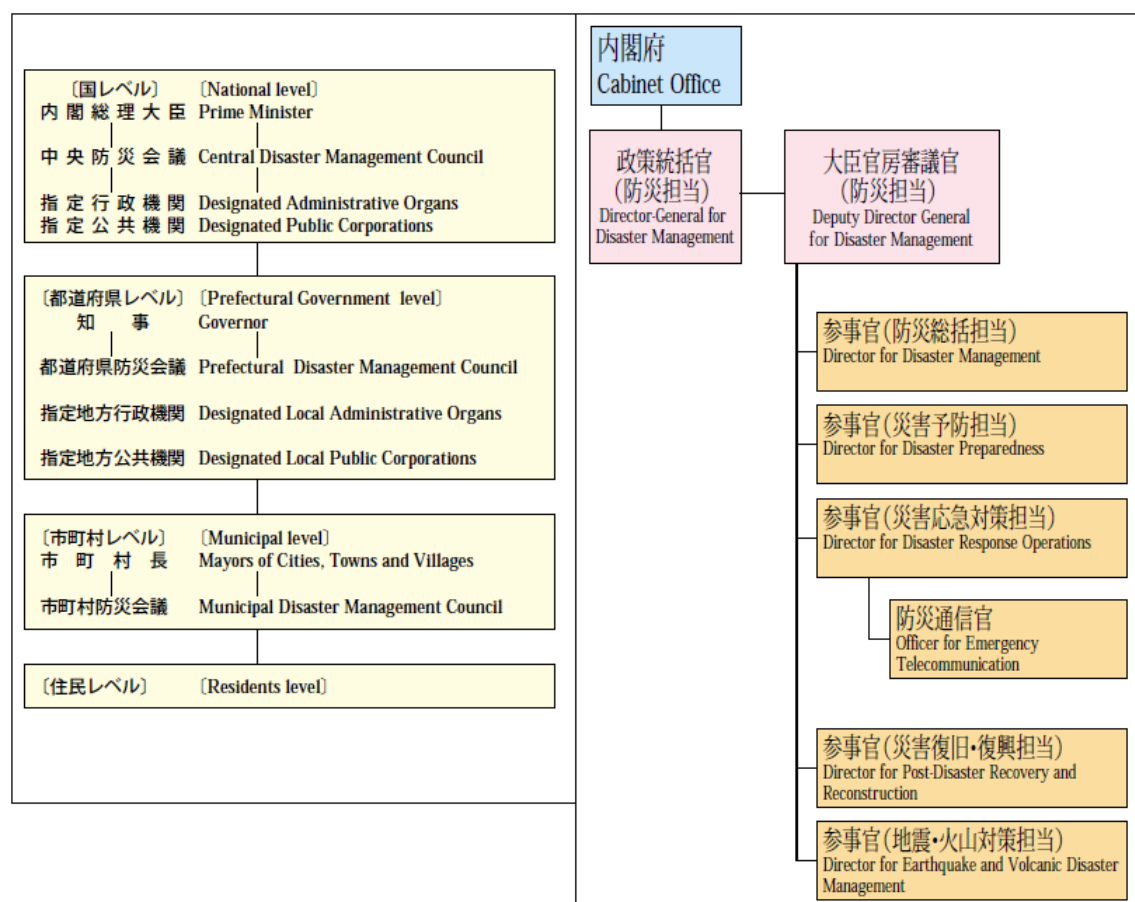 〔国レベル〕 〔National level〕
内閣総理大臣 Prime Minister
中央防災会議 Central Disaster Management Council
指定行政機関 Designated Administrative Organs
指定公共機関 Designated Public Corporations
〔都道府県レベル〕 〔Prefectural Government level〕
知事 Governor
都道府県防災会議 Prefectural Disaster Management Council
指定地方行政機関 Designated Local Administrative Organs
指定地方公共機関 Designated Local Public Corporations
〔市町村レベル〕 〔Municipal level〕
市町村長 Mayors of Cities, Towns and Villages
市町村防災会議 Municipal Disaster Management Council
〔住民レベル〕 〔Residents level〕
内閣府
Cabinet Office
政策統括官
(防災担当)
Director-General for
Disaster Management
大臣官房審議官
(防災担当)
Deputy Director General
for Disaster Management
参事官(防災総括担当)
Director for Disaster Management
参事官(災害予防担当)
Director for Disaster Preparedness
参事官(災害応急対策担当)
Director for Disaster Response Operations
防災通信官
Officer for Emergency
Telecommunication
参事官(災害復旧•復興担当)
Director for Post-Disaster Recovery and
Reconstruction
参事官(地震•火山対策担当)
Director for Earthquake and Volcanic Disaster
Management